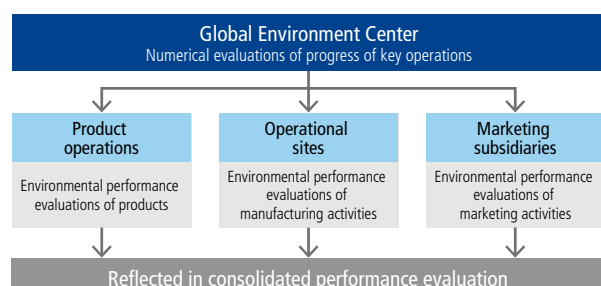 Global Environment Center
Numerical evaluations of progress of key operations
Product
operations
Environmental performance
evaluations of products
Operational
sites
Environmental performance
evaluations of
manufacturing activities
Marketing
subsidiaries
Environmental performance
evaluations of
marketing activities
Reflected in consolidated performance evaluation